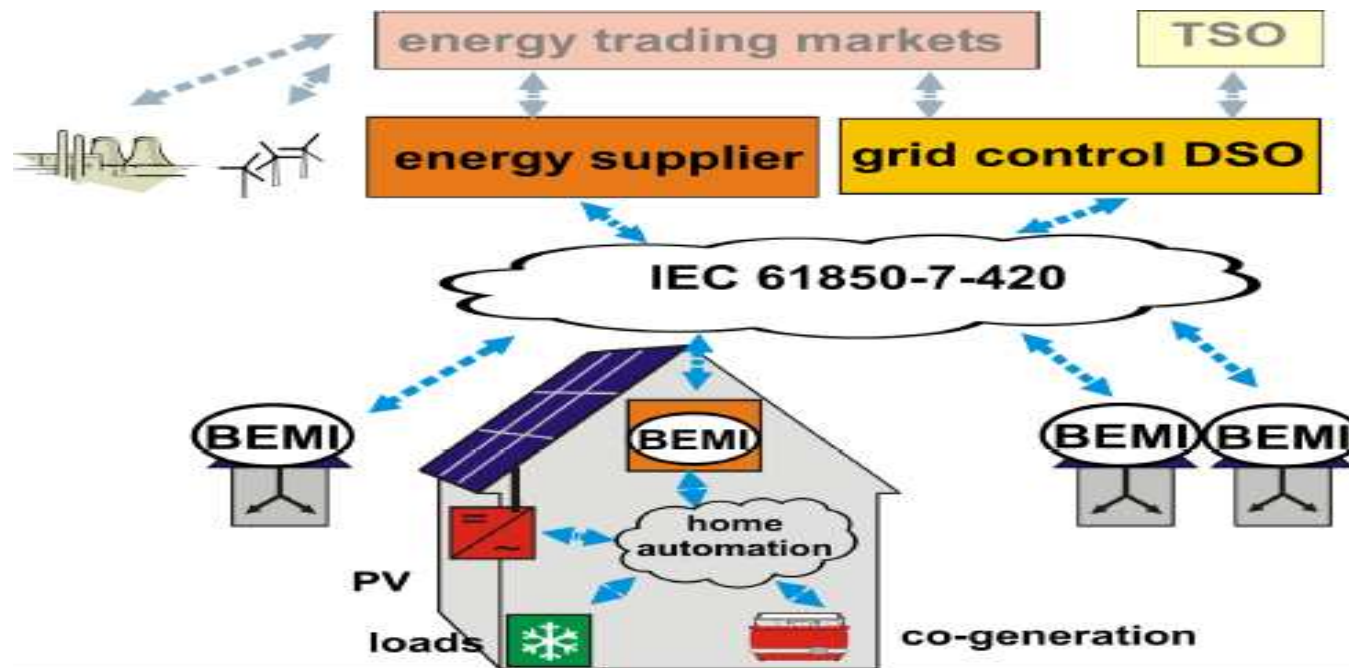 energy trading markets
TSO
energy supplier
grid control DSO
IEC 61850-7-420
BEMI
BEMI
BEMI
BEMI
home
automation
PV
loads
co-generation